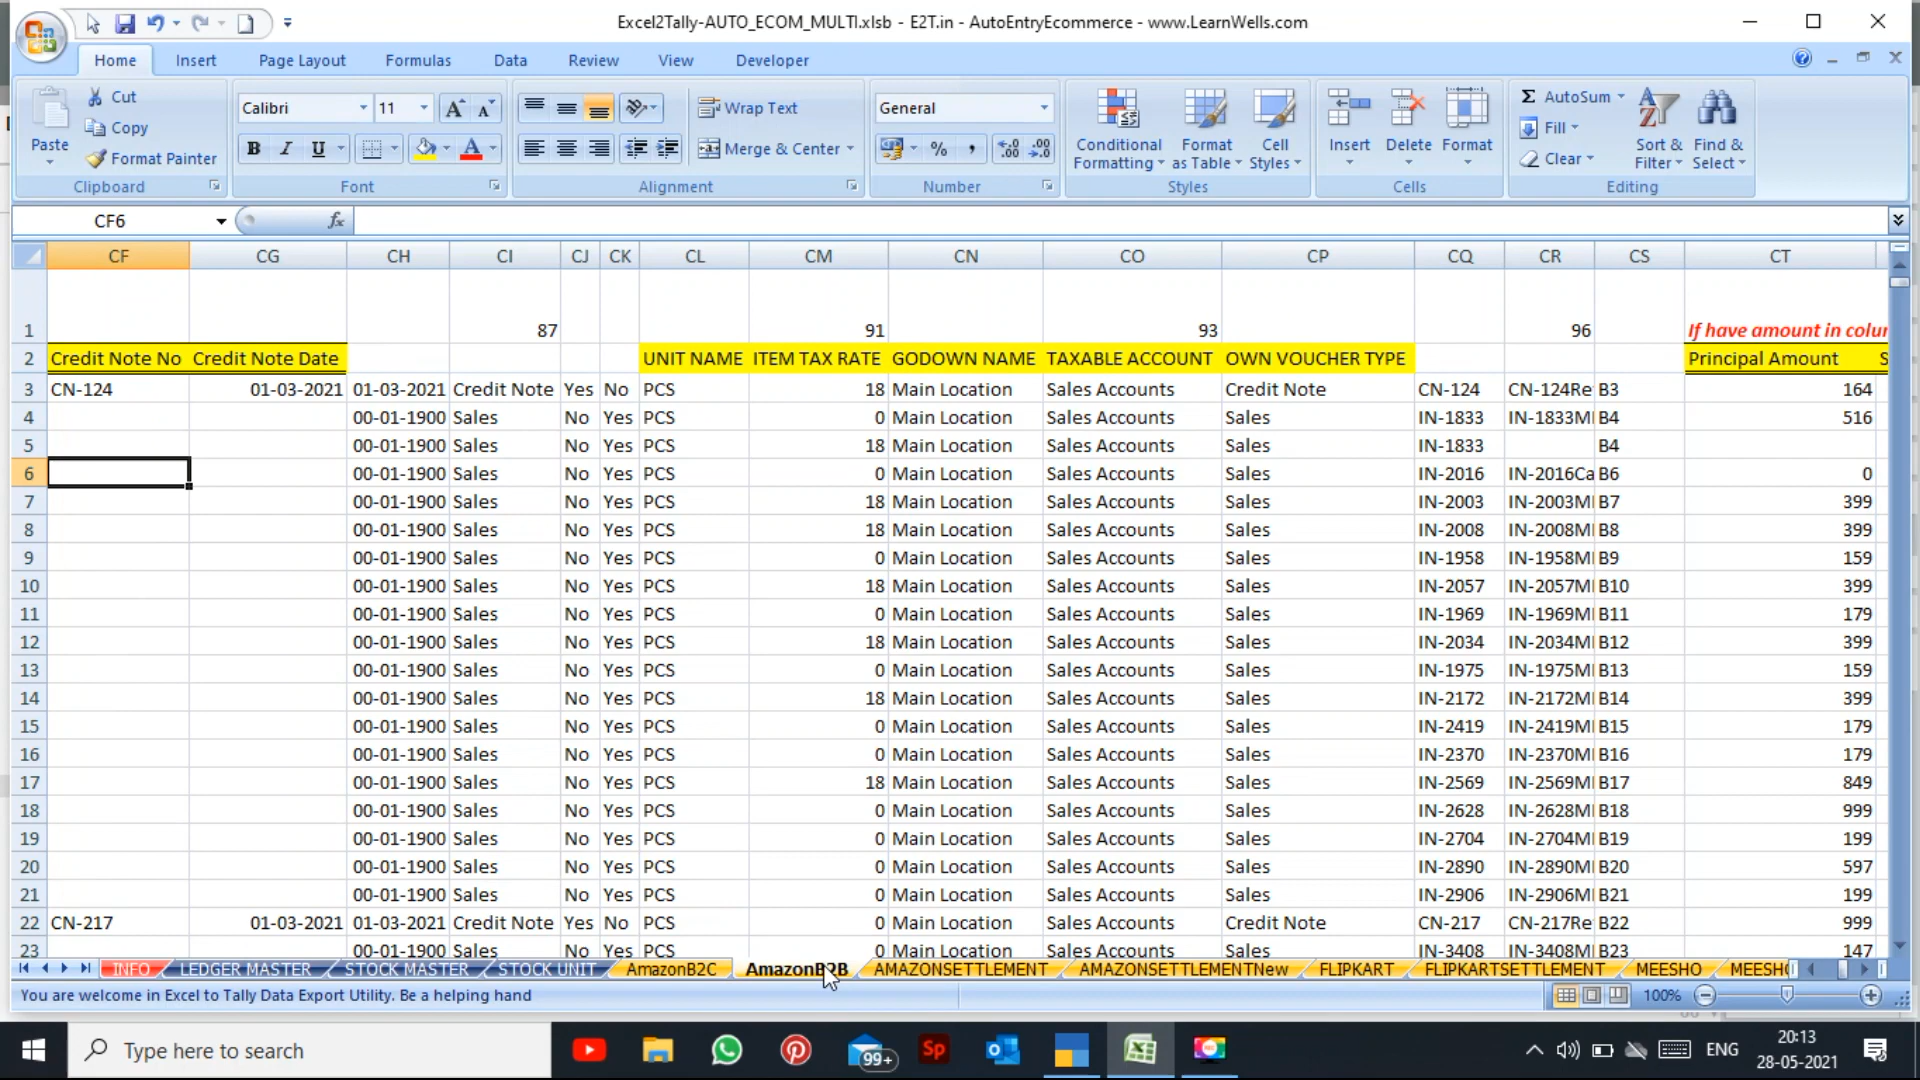 Excel2Tally-AUTO_ECOM_MULTI.xlsb - E2T.in - AutoEntryEcommerce - www.LearnWells.com
Home Insert Page Layout Formulas Data Review View Developer
Paste Cut Calibri 11 Wrap Text General Conditional Formatting Format as Table Cell Styles Insert Delete Format AutoSum Sort & Filter Find & Select
Copy Fill
Format Painter B I U Merge & Center % , Clear
Clipboard Font Alignment Number Styles Cells Editing
CF6 fx
CF CG CH CI CJ CK CL CM CN CO CP CQ CR CS CT
1 87 91 93 96 If have amount in colu
2 Credit Note No Credit Note Date UNIT NAME ITEM TAX RATE GODOWN NAME TAXABLE ACCOUNT OWN VOUCHER TYPE Principal Amount S
3 CN-124 01-03-2021 01-03-2021 Credit Note Yes No PCS 18 Main Location Sales Accounts Credit Note CN-124 CN-124Re B3 164
4 00-01-1900 Sales No Yes PCS 0 Main Location Sales Accounts Sales IN-1833 IN-1833M B4 516
5 00-01-1900 Sales No Yes PCS 18 Main Location Sales Accounts Sales IN-1833 B4
6 00-01-1900 Sales No Yes PCS 0 Main Location Sales Accounts Sales IN-2016 IN-2016Ca B6 0
7 00-01-1900 Sales No Yes PCS 18 Main Location Sales Accounts Sales IN-2003 IN-2003M B7 399
8 00-01-1900 Sales No Yes PCS 18 Main Location Sales Accounts Sales IN-2008 IN-2008M B8 399
9 00-01-1900 Sales No Yes PCS 0 Main Location Sales Accounts Sales IN-1958 IN-1958M B9 159
10 00-01-1900 Sales No Yes PCS 18 Main Location Sales Accounts Sales IN-2057 IN-2057M B10 399
11 00-01-1900 Sales No Yes PCS 0 Main Location Sales Accounts Sales IN-1969 IN-1969M B11 179
12 00-01-1900 Sales No Yes PCS 18 Main Location Sales Accounts Sales IN-2034 IN-2034M B12 399
13 00-01-1900 Sales No Yes PCS 0 Main Location Sales Accounts Sales IN-1975 IN-1975M B13 159
14 00-01-1900 Sales No Yes PCS 18 Main Location Sales Accounts Sales IN-2172 IN-2172M B14 399
15 00-01-1900 Sales No Yes PCS 0 Main Location Sales Accounts Sales IN-2419 IN-2419M B15 179
16 00-01-1900 Sales No Yes PCS 0 Main Location Sales Accounts Sales IN-2370 IN-2370M B16 179
17 00-01-1900 Sales No Yes PCS 18 Main Location Sales Accounts Sales IN-2569 IN-2569M B17 849
18 00-01-1900 Sales No Yes PCS 0 Main Location Sales Accounts Sales IN-2628 IN-2628M B18 999
19 00-01-1900 Sales No Yes PCS 0 Main Location Sales Accounts Sales IN-2704 IN-2704M B19 199
20 00-01-1900 Sales No Yes PCS 0 Main Location Sales Accounts Sales IN-2890 IN-2890M B20 597
21 00-01-1900 Sales No Yes PCS 0 Main Location Sales Accounts Sales IN-2906 IN-2906M B21 199
22 CN-217 01-03-2021 01-03-2021 Credit Note Yes No PCS 0 Main Location Sales Accounts Credit Note CN-217 CN-217Re B22 999
23 00-01-1900 Sales No Yes PCS 0 Main Location Sales Accounts Sales IN-3408 IN-3408M B23 147
INFO LEDGER MASTER STOCK MASTER STOCK UNIT AmazonB2C AmazonB2B AMAZONSETTLEMENT AMAZONSETTLEMENTNew FLIPKART FLIPKARTSETTLEMENT MEESHO MEESH
You are welcome in Excel to Tally Data Export Utility. Be a helping hand 100%
Type here to search 99+ Sp ENG 20:13
28-05-2021